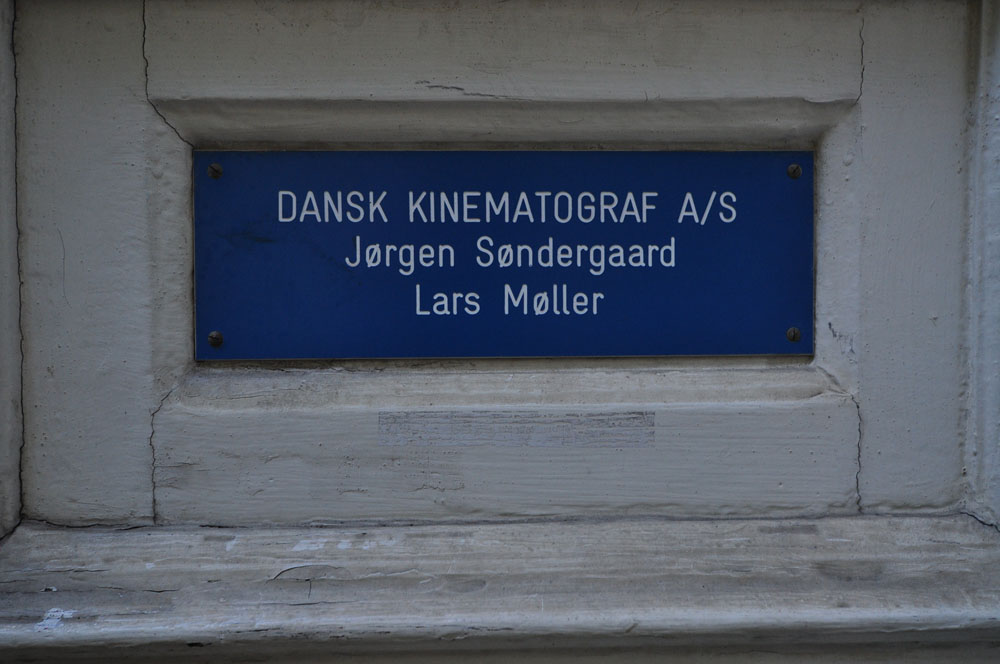 DANSK KINEMATOGRAF A/S
Jørgen Søndergaard
Lars Møller